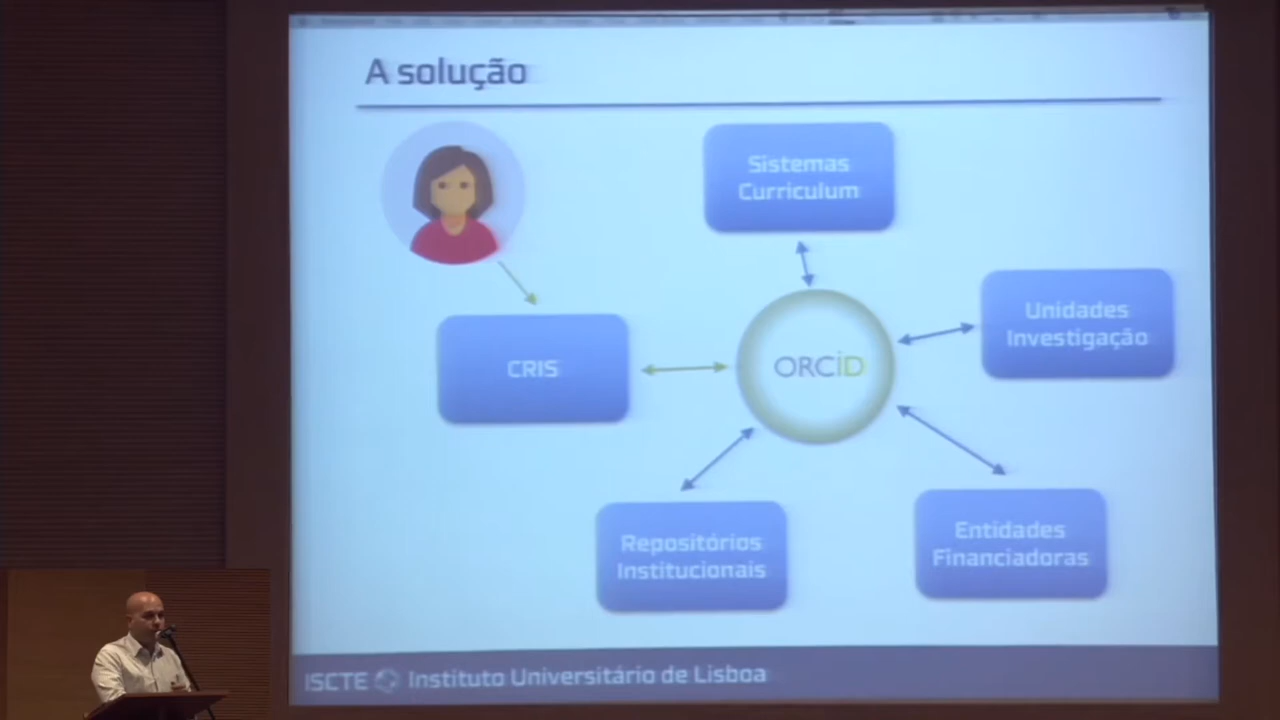 A solução
Sistemas
Curriculum
Unidades
Investigação
CRIS
ORCiD
Repositórios
Institucionais
Entidades
Financiadoras
ISCTE Instituto Universitário de Lisboa